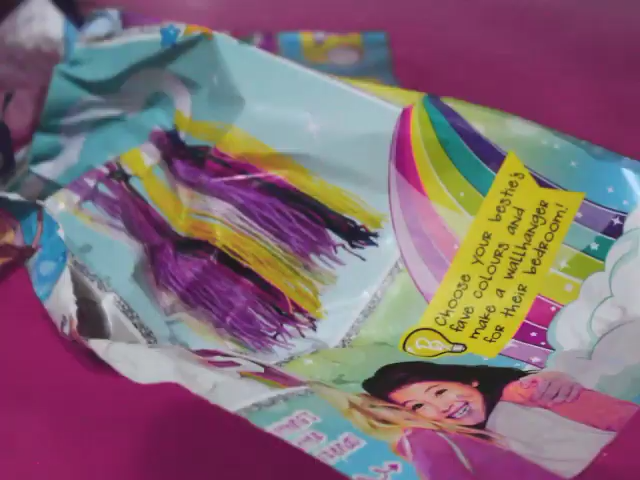 Choose your bestie's
fave colours and
make a wallhanger
for their bedroom!